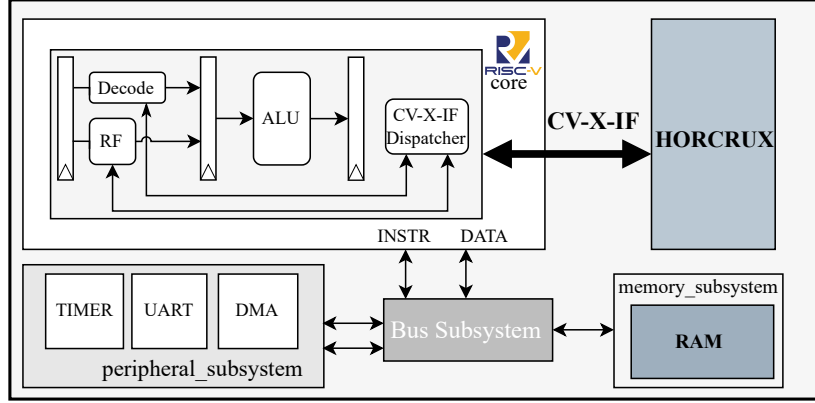 RISC-V
core
Decode
RF
ALU
CV-X-IF
Dispatcher
CV-X-IF
HORCRUX
INSTR DATA
TIMER UART DMA
peripheral_subsystem
Bus Subsystem
memory_subsystem
RAM